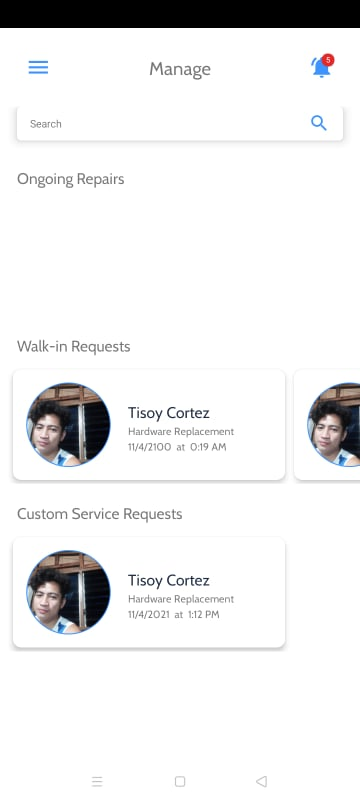 Manage
5
Search
Ongoing Repairs
Walk-in Requests
Tisoy Cortez
Hardware Replacement
11/4/2100 at 0:19 AM
Custom Service Requests
Tisoy Cortez
Hardware Replacement
11/4/2021 at 1:12 PM